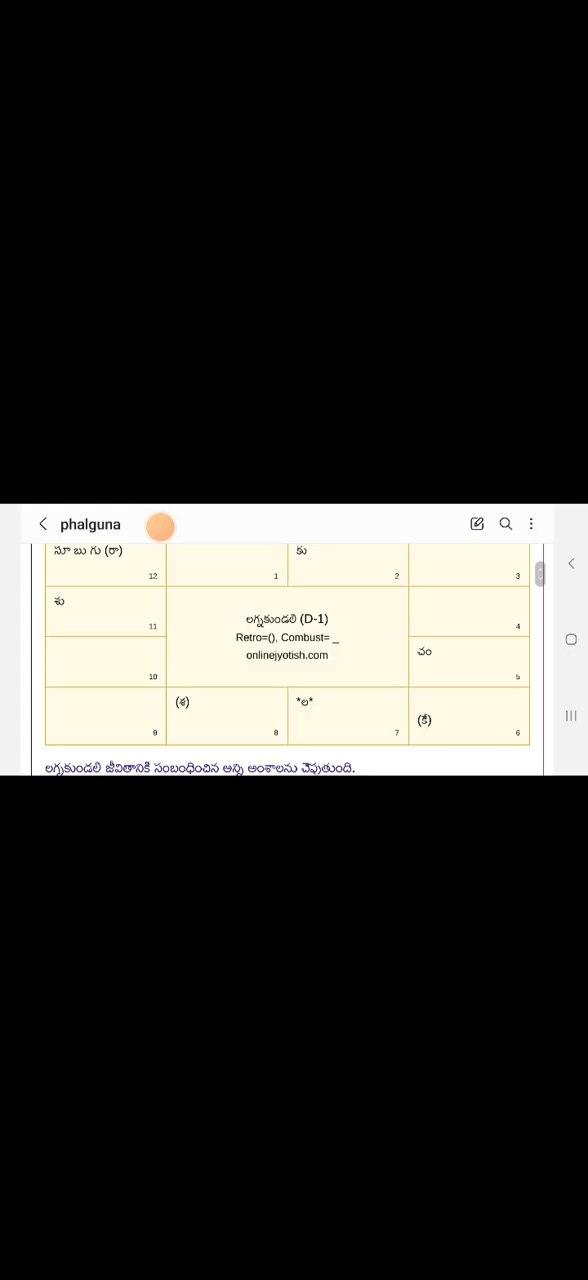 phalguna
సూ బు గు (రా)
కు
12
1
2
3
శు
లగ్నకుండలి (D-1)
11
4
Retro=(), Combust= _
onlinejyotish.com
చం
10
5
(శ)
*ల*
(కే)
9
8
7
6
లగ్నకుండలి జీవితానికి సంబంధించిన అన్ని అంశాలను చెపుతుంది.